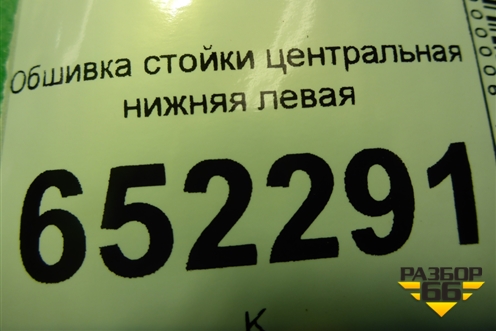 Обшивка стойки центральная
нижняя левая
652291
К
РАЗБОР
66